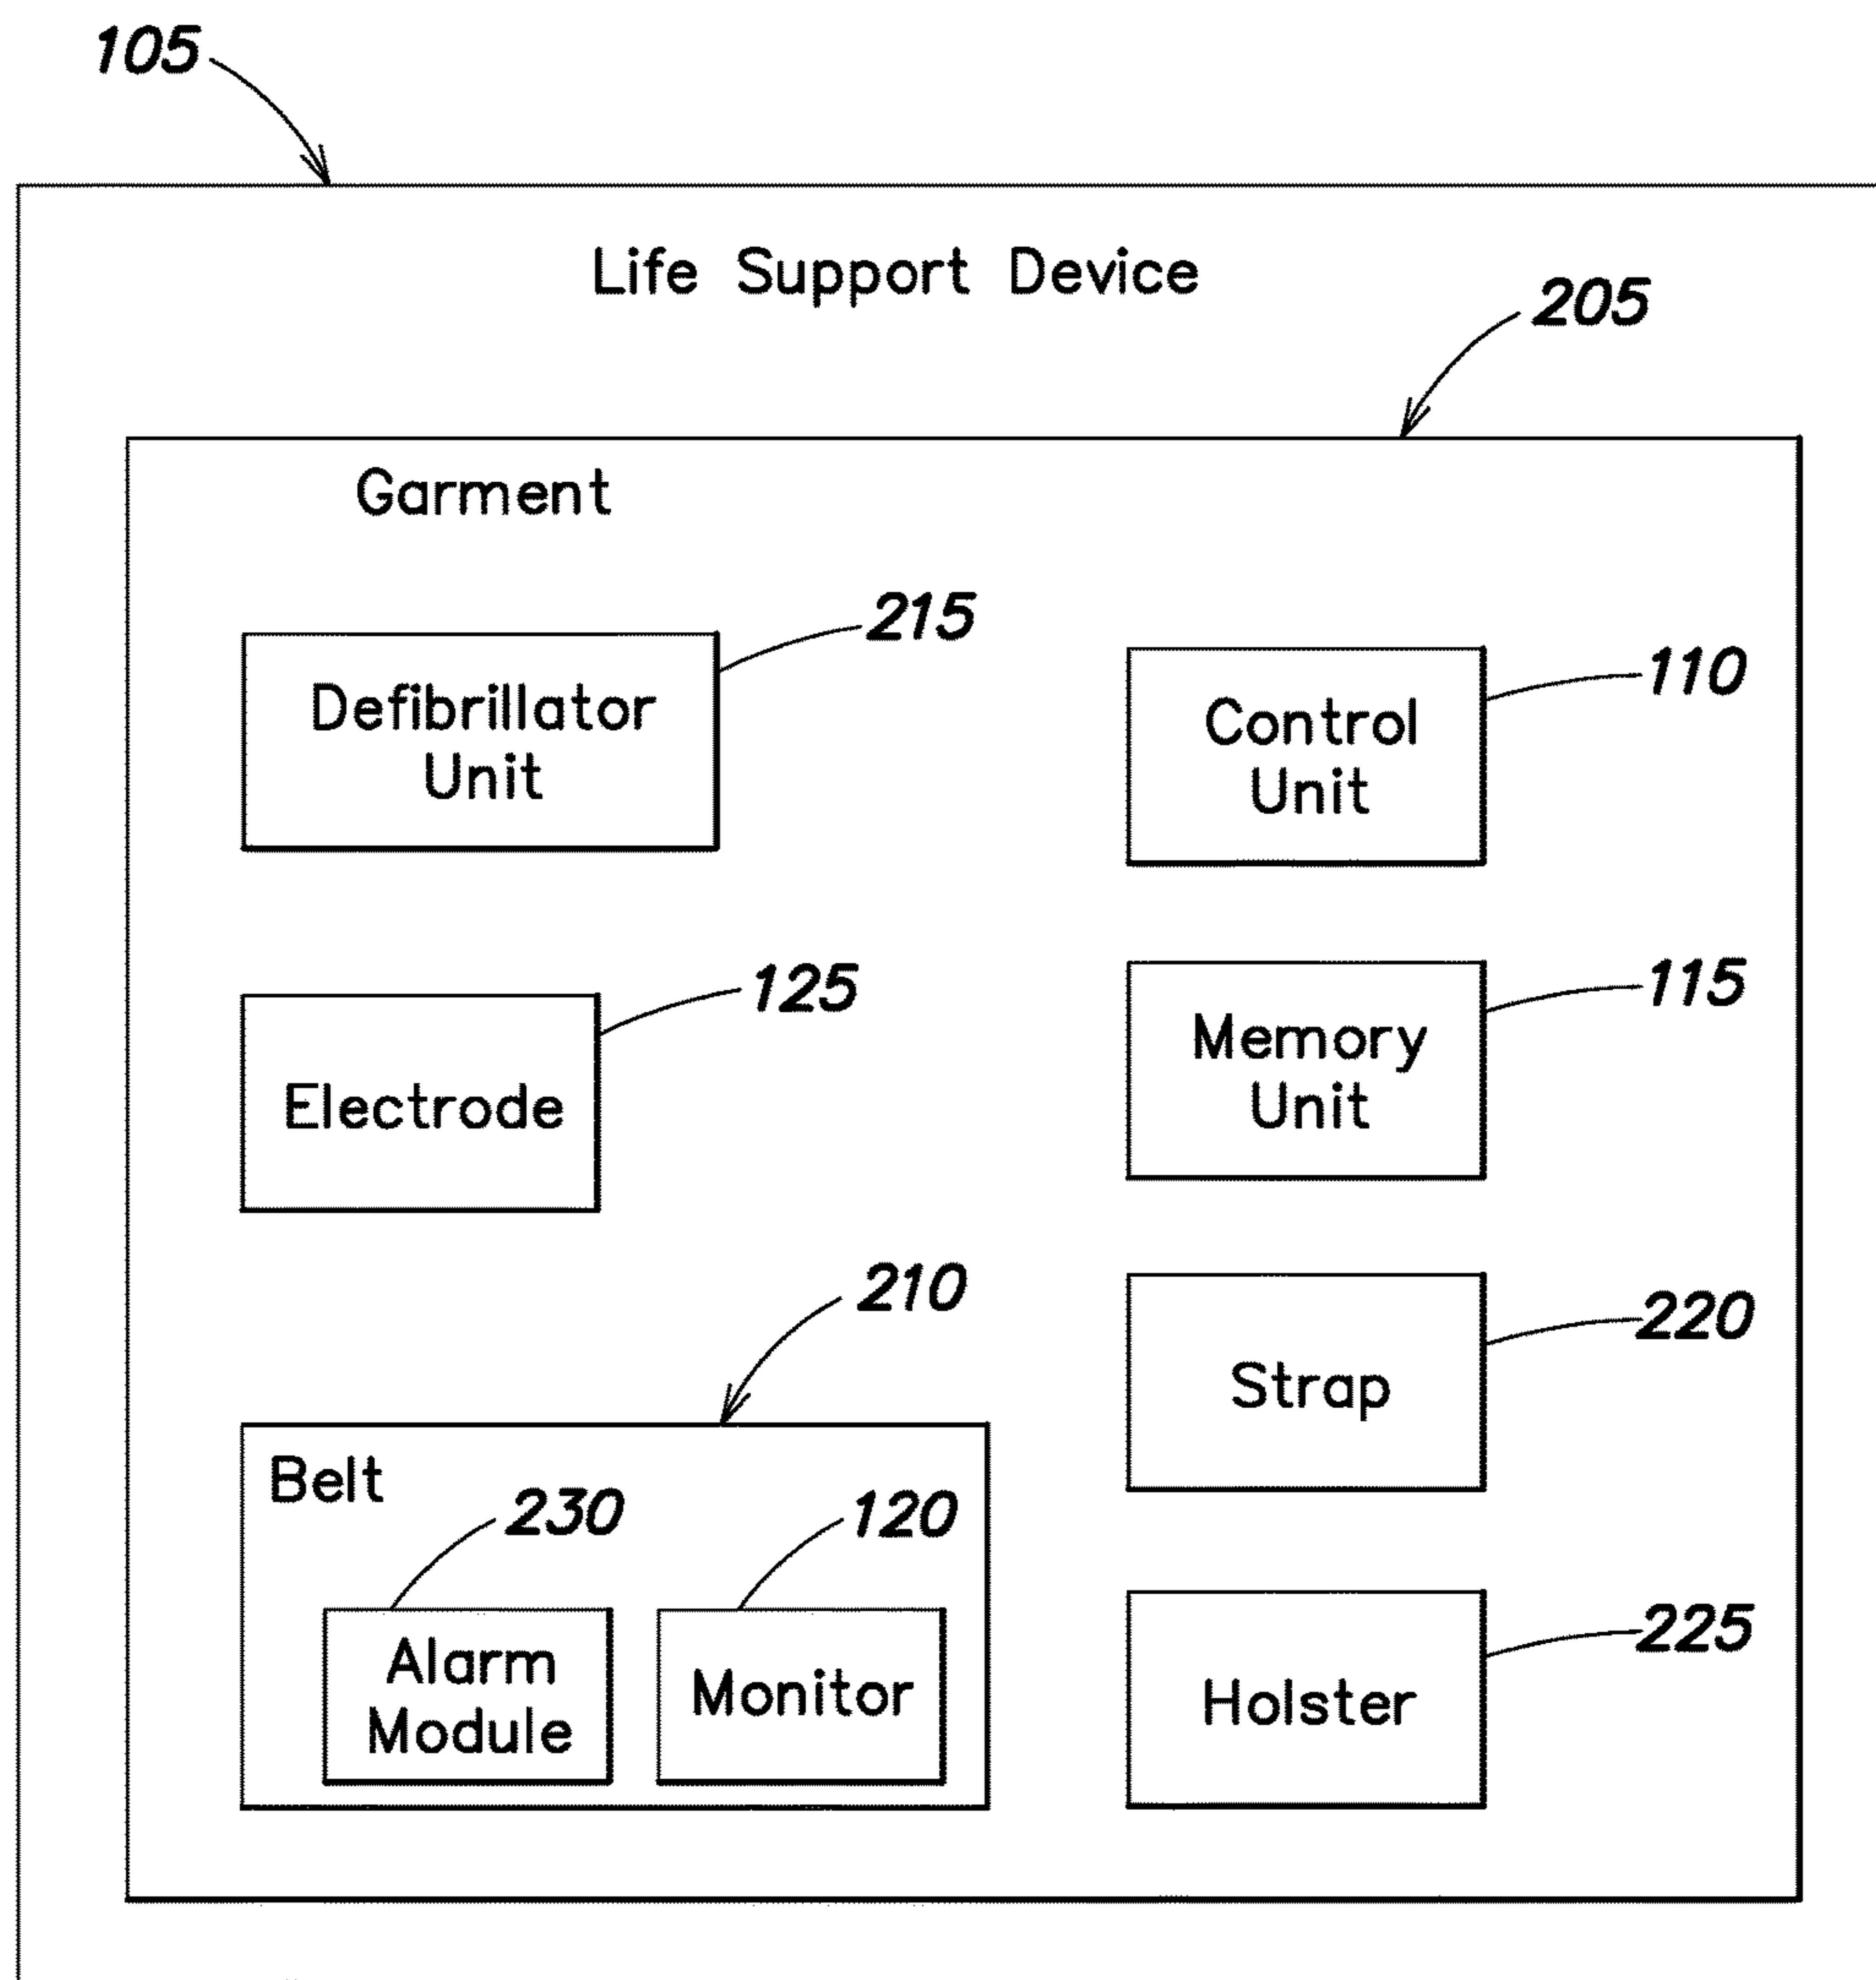 105
Life Support Device
205
Garment
215
Defibrillator
Unit
110
Control
Unit
125
Electrode
115
Memory
Unit
210
Belt
230
Alarm
Module
120
Monitor
220
Strap
225
Holster